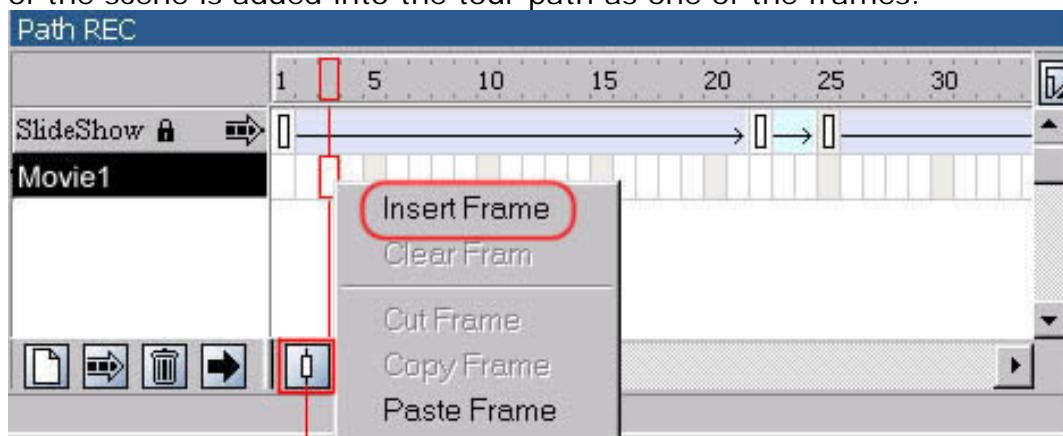 of the scene is added into the tour path as one of the frames.
Path REC
1 5 10 15 20 25 30
SlideShow
Movie1
Insert Frame
Clear Fram
Cut Frame
Copy Frame
Paste Frame